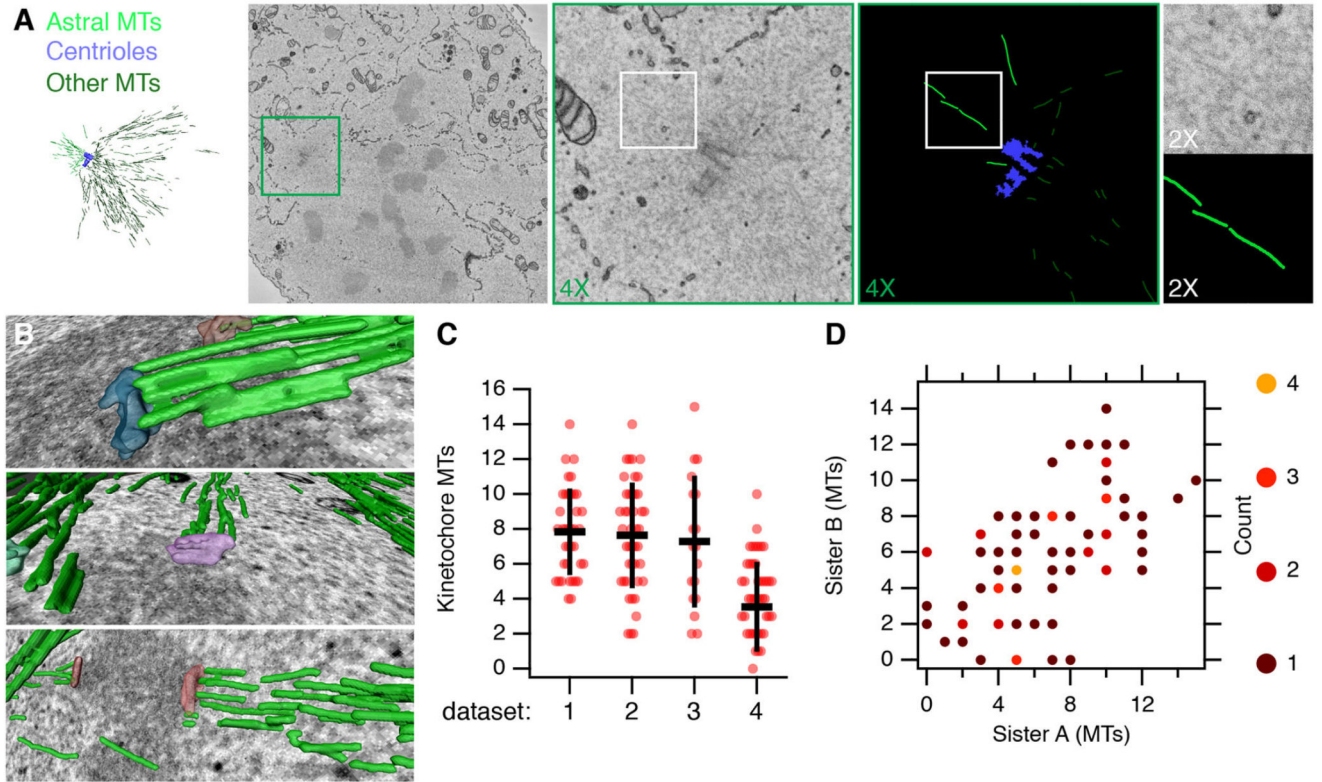 A
Astral MTs
Centrioles
Other MTs
4X
4X
2X
2X
B
C
Kinetochore MTs
16
14
12
10
8
6
4
2
0
dataset: 1 2 3 4
D
Sister B (MTs)
14
12
10
8
6
4
2
0
0 4 8 12
Sister A (MTs)
Count
4
3
2
1